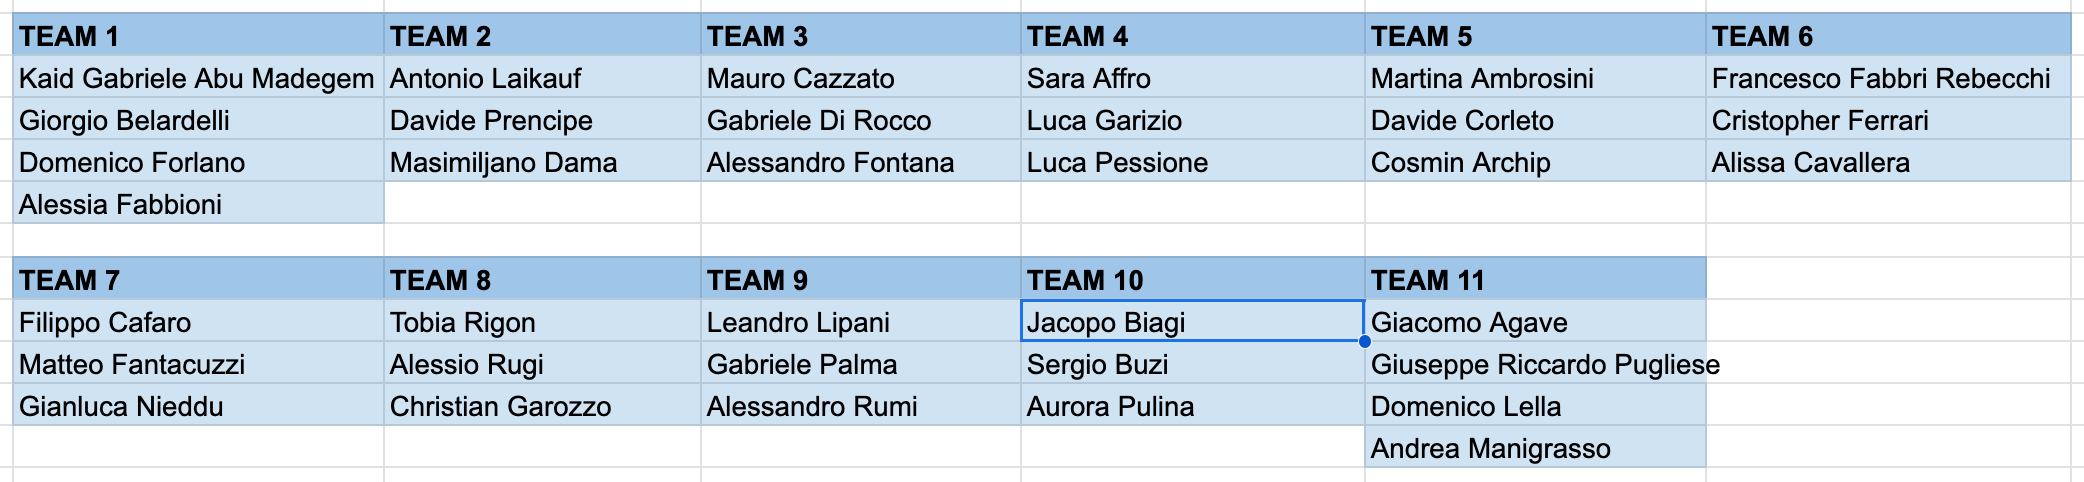 TEAM 1 TEAM 2 TEAM 3 TEAM 4 TEAM 5 TEAM 6
Kaid Gabriele Abu Madegem Antonio Laikauf Mauro Cazzato Sara Affro Martina Ambrosini Francesco Fabbri Rebecchi
Giorgio Belardelli Davide Prencipe Gabriele Di Rocco Luca Garizio Davide Corleto Cristopher Ferrari
Domenico Forlano Masimiljano Dama Alessandro Fontana Luca Pessione Cosmin Archip Alissa Cavallera
Alessia Fabbioni
TEAM 7 TEAM 8 TEAM 9 TEAM 10 TEAM 11
Filippo Cafaro Tobia Rigon Leandro Lipani Jacopo Biagi Giacomo Agave
Matteo Fantacuzzi Alessio Rugi Gabriele Palma Sergio Buzi Giuseppe Riccardo Pugliese
Gianluca Nieddu Christian Garozzo Alessandro Rumi Aurora Pulina Domenico Lella
Andrea Manigrasso